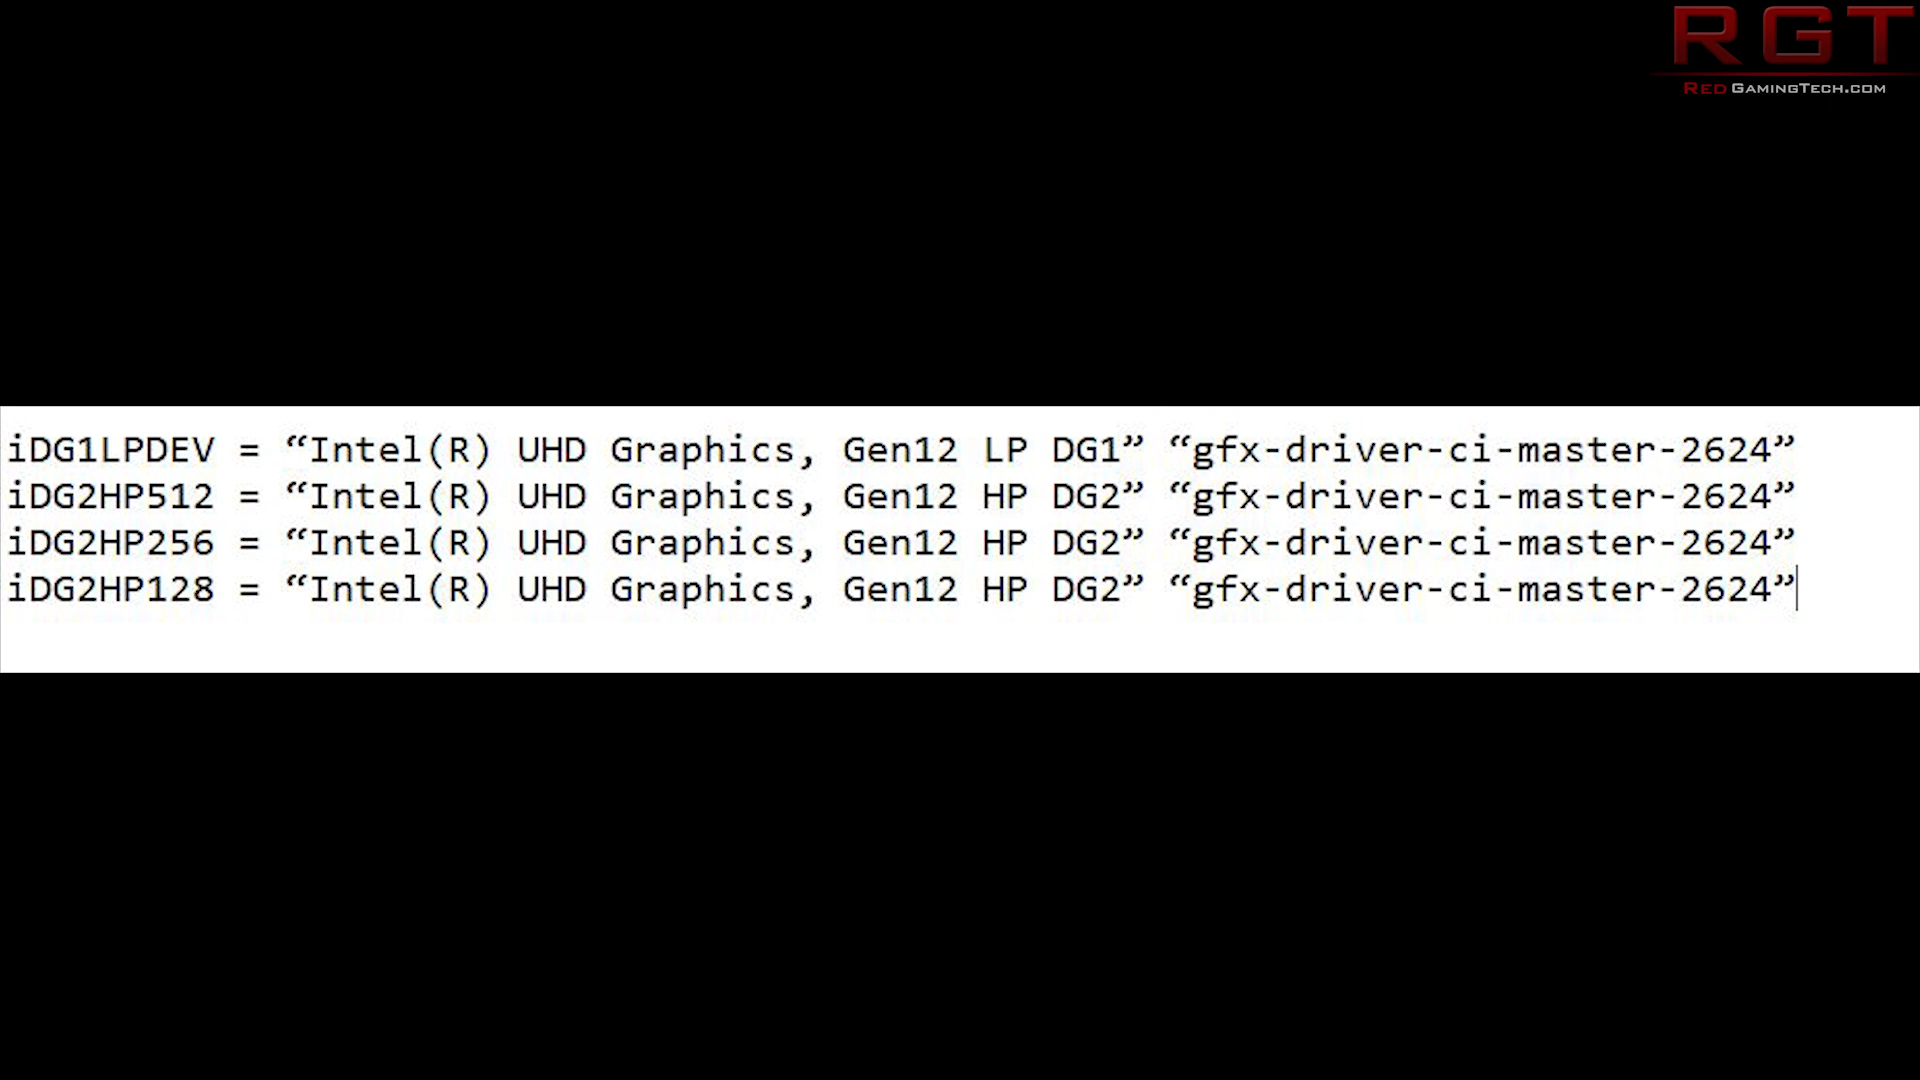 RGT
RED GAMINGTECH.COM
iDG1LPDEV = “Intel(R) UHD Graphics, Gen12 LP DG1” “gfx-driver-ci-master-2624”
iDG2HP512 = “Intel(R) UHD Graphics, Gen12 HP DG2” “gfx-driver-ci-master-2624”
iDG2HP256 = “Intel(R) UHD Graphics, Gen12 HP DG2” “gfx-driver-ci-master-2624”
iDG2HP128 = “Intel(R) UHD Graphics, Gen12 HP DG2” “gfx-driver-ci-master-2624”